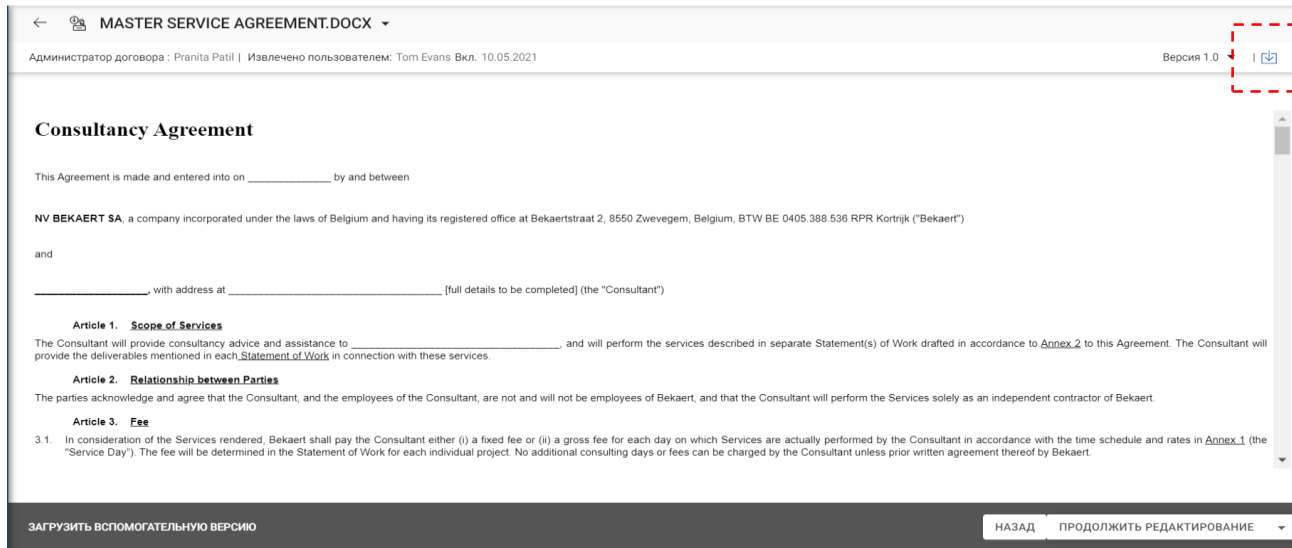 MASTER SERVICE AGREEMENT.DOCX
Администратор договора : Pranita Patil | Извлечено пользователем: Tom Evans Вкл. 10.05.2021
Версия 1.0 |
Consultancy Agreement
This Agreement is made and entered into on ______________ by and between
NV BEKAERT SA, a company incorporated under the laws of Belgium and having its registered office at Bekaertstraat 2, 8550 Zwevegem, Belgium, BTW BE 0405.388.536 RPR Kortrijk ("Bekaert")
and
___________________, with address at ____________________________________ [full details to be completed] (the "Consultant")
Article 1. Scope of Services
The Consultant will provide consultancy advice and assistance to ___________________________________, and will perform the services described in separate Statement(s) of Work drafted in accordance to Annex 2 to this Agreement. The Consultant will
provide the deliverables mentioned in each Statement of Work in connection with these services.
Article 2. Relationship between Parties
The parties acknowledge and agree that the Consultant, and the employees of the Consultant, are not and will not be employees of Bekaert, and that the Consultant will perform the Services solely as an independent contractor of Bekaert.
Article 3. Fee
3.1. In consideration of the Services rendered, Bekaert shall pay the Consultant either (i) a fixed fee or (ii) a gross fee for each day on which Services are actually performed by the Consultant in accordance with the time schedule and rates in Annex 1 (the
"Service Day"). The fee will be determined in the Statement of Work for each individual project. No additional consulting days or fees can be charged by the Consultant unless prior written agreement thereof by Bekaert.
ЗАГРУЗИТЬ ВСПОМОГАТЕЛЬНУЮ ВЕРСИЮ
НАЗАД
ПРОДОЛЖИТЬ РЕДАКТИРОВАНИЕ